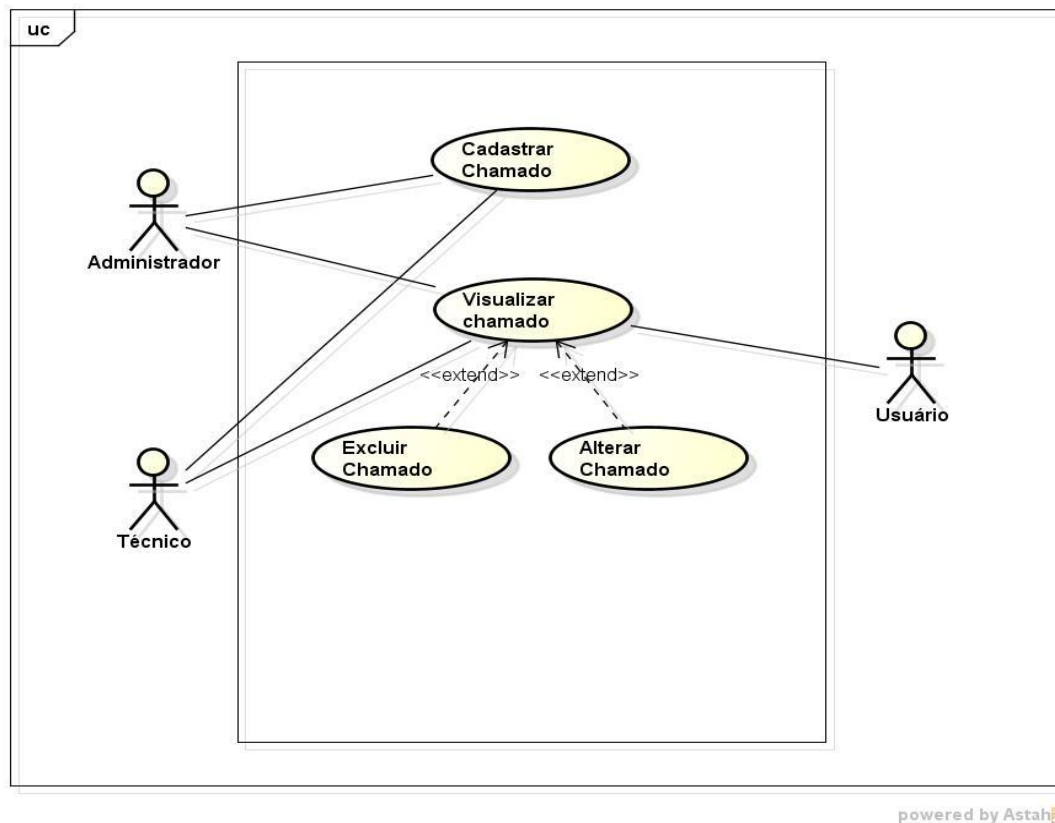 uc
Cadastrar
Chamado
Administrador
Visualizar
chamado
<<extend>>
<<extend>>
Usuário
Excluir
Chamado
Alterar
Chamado
Técnico
powered by Astah